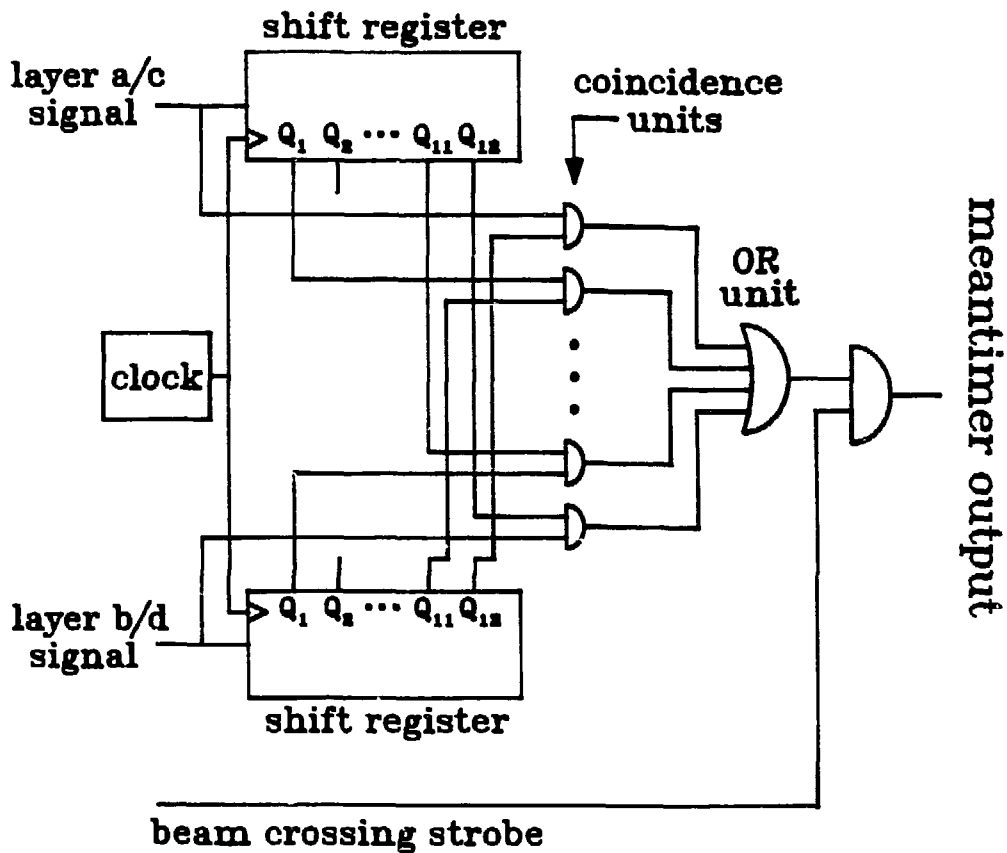 shift register
layer a/c
signal
coincidence
units
Q₁ Q₂ ··· Q₁₁ Q₁₂
OR
unit
clock
meantimer output
Q₁ Q₂ ··· Q₁₁ Q₁₂
layer b/d
signal
shift register
beam crossing strobe